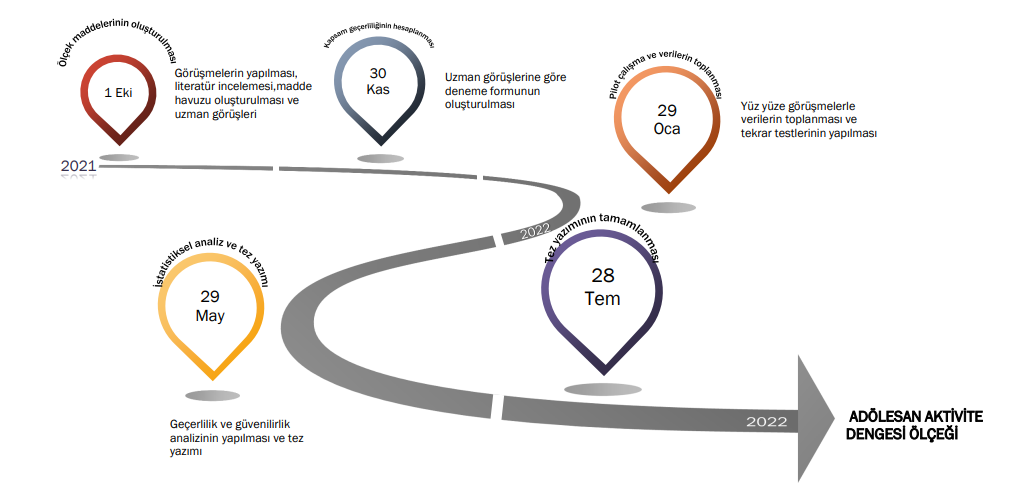 Ölçek maddelerinin oluşturulması
1 Eki
Görüşmelerin yapılması,
literatür incelemesi,madde
havuzu oluşturulması ve
uzman görüşleri
Kapsam geçerliliğinin hesaplanması
30
Kas
Uzman görüşlerine göre
deneme formunun
oluşturulması
Pilot çalışma ve verilerin toplanması
29
Oca
Yüz yüze görüşmelerle
verilerin toplanması ve
tekrar testlerinin yapılması
2021
2022
İstatistiksel analiz ve tez yazımı
29
May
Geçerlilik ve güvenilirlik
analizinin yapılması ve tez
yazımı
Tez yazımının tamamlanması
28
Tem
2022
ADÖLESAN AKTİVİTE
DENGESİ ÖLÇEĞİ